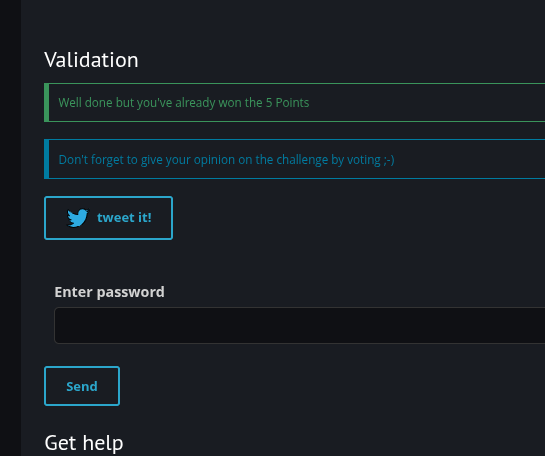 Validation
Well done but you've already won the 5 Points
Don't forget to give your opinion on the challenge by voting ;-)
tweet it!
Enter password
Send
Get help